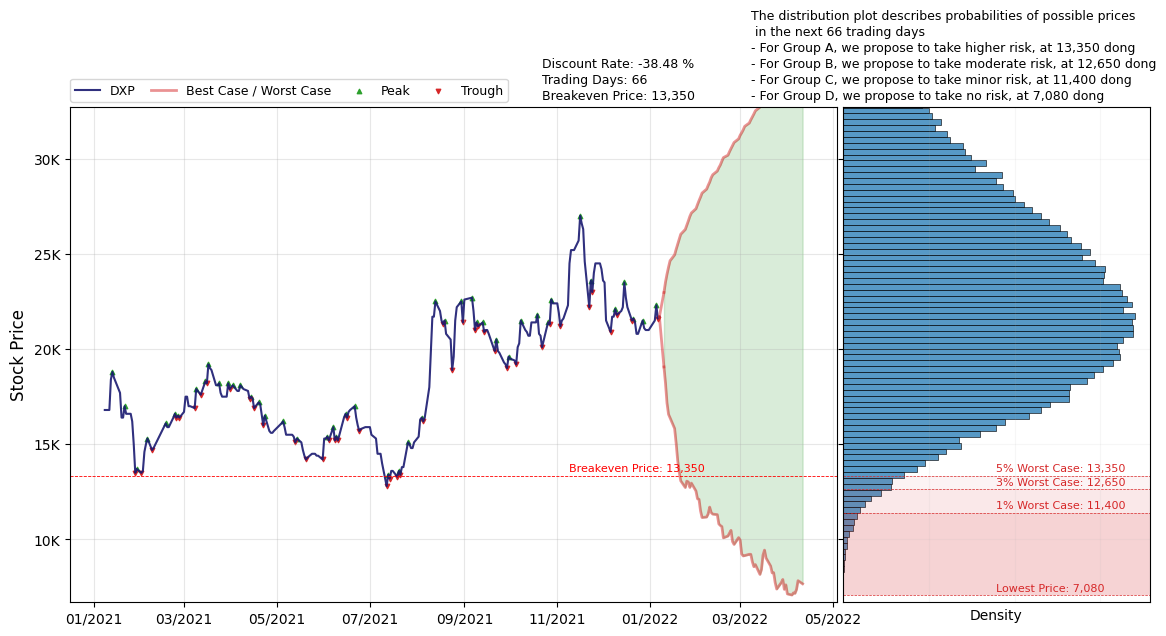 The distribution plot describes probabilities of possible prices
in the next 66 trading days
- For Group A, we propose to take higher risk, at 13,350 dong
- For Group B, we propose to take moderate risk, at 12,650 dong
- For Group C, we propose to take minor risk, at 11,400 dong
- For Group D, we propose to take no risk, at 7,080 dong
Discount Rate: -38.48 %
Trading Days: 66
Breakeven Price: 13,350
DXP
Best Case / Worst Case
Peak
Trough
Stock Price
30K
25K
20K
15K
10K
Breakeven Price: 13,350
5% Worst Case: 13,350
3% Worst Case: 12,650
1% Worst Case: 11,400
Lowest Price: 7,080
01/2021
03/2021
05/2021
07/2021
09/2021
11/2021
01/2022
03/2022
05/2022
Density